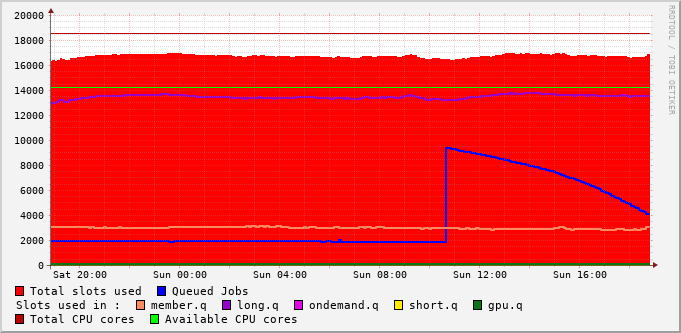 20000
18000
16000
14000
12000
10000
8000
6000
4000
2000
0
Sat 20:00 Sun 00:00 Sun 04:00 Sun 08:00 Sun 12:00 Sun 16:00
Total slots used Queued Jobs
Slots used in : member.q long.q ondemand.q short.q gpu.q
Total CPU cores Available CPU cores
RRDTOOL / TOBI OETIKER